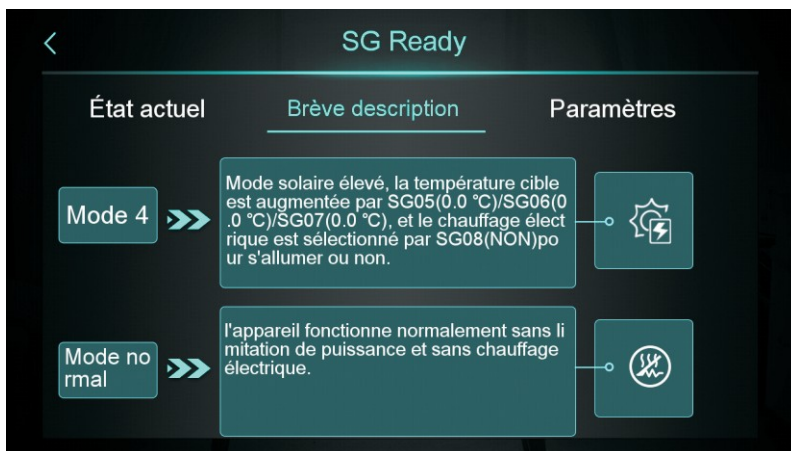 SG Ready
État actuel
Brève description
Paramètres
Mode 4
Mode solaire élevé, la température cible
est augmentée par SG05(0.0 ℃)/SG06(0
.0 ℃)/SG07(0.0 ℃), et le chauffage élect
rique est sélectionné par SG08(NON)po
ur s'allumer ou non.
Mode no
rmal
l'appareil fonctionne normalement sans li
mitation de puissance et sans chauffage
électrique.